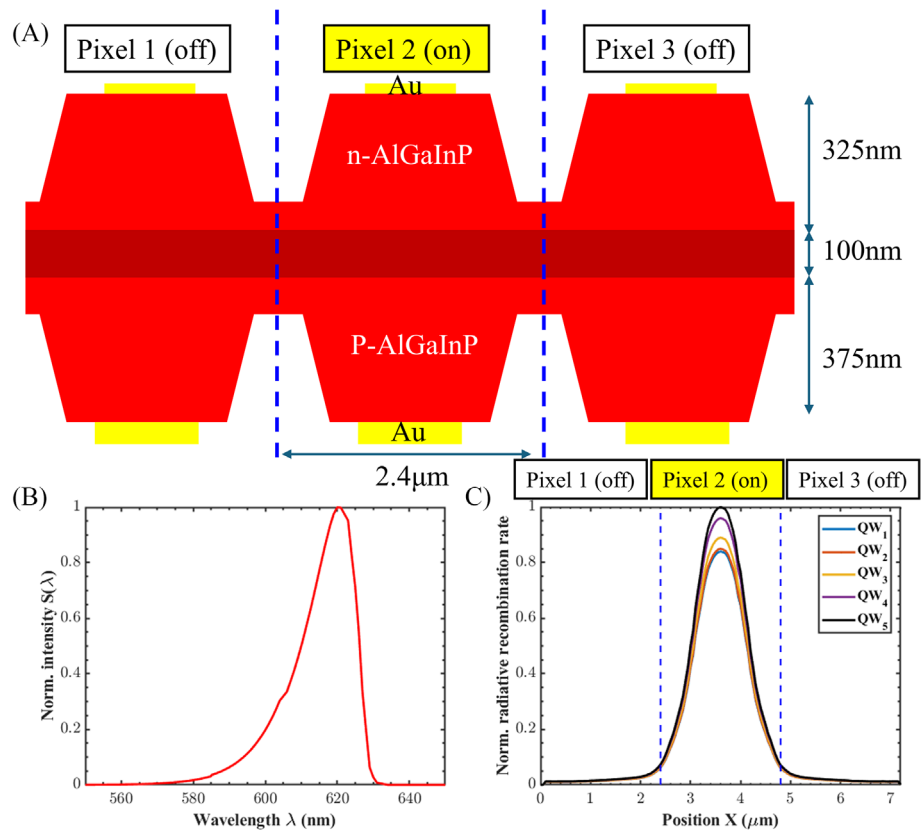 (A)
Pixel 1 (off)
Pixel 2 (on)
Pixel 3 (off)
Au
n-AlGaInP
325nm
100nm
P-AlGaInP
375nm
Au
2.4μm
(B)
Norm. intensity S(λ)
1
0.8
0.6
0.4
0.2
0
560
580
600
620
640
Wavelength λ (nm)
C)
Pixel 1 (off)
Pixel 2 (on)
Pixel 3 (off)
Norm. radiative recombination rate
1
0.8
0.6
0.4
0.2
0
QW1
QW2
QW3
QW4
QW5
0
1
2
3
4
5
6
7
Position X (μm)